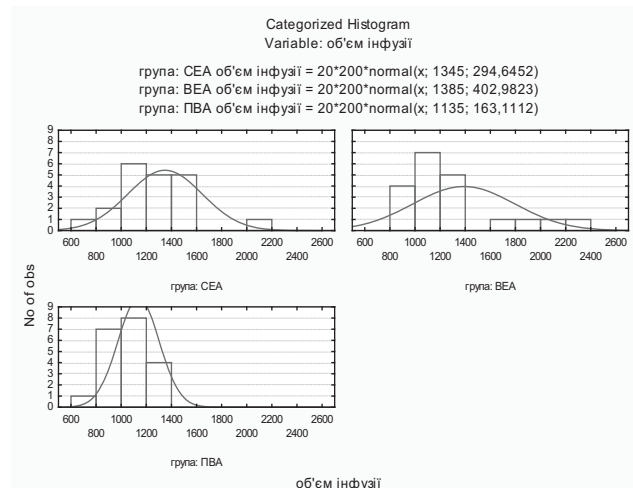 Categorized Histogram
Variable: об'єм інфузії
група: СЕА об'єм інфузії = 20*200*normal(x; 1345; 294,6452)
група: ВЕА об'єм інфузії = 20*200*normal(x; 1385; 402,9823)
група: ПВА об'єм інфузії = 20*200*normal(x; 1135; 163,1112)
9
8
7
6
5
4
3
2
1
0
600 1000 1400 1800 2200 2600
800 1200 1600 2000 2400
група: СЕА
600 1000 1400 1800 2200 2600
800 1200 1600 2000 2400
група: ВЕА
No of obs
9
8
7
6
5
4
3
2
1
0
600 1000 1400 1800 2200 2600
800 1200 1600 2000 2400
група: ПВА
об'єм інфузії